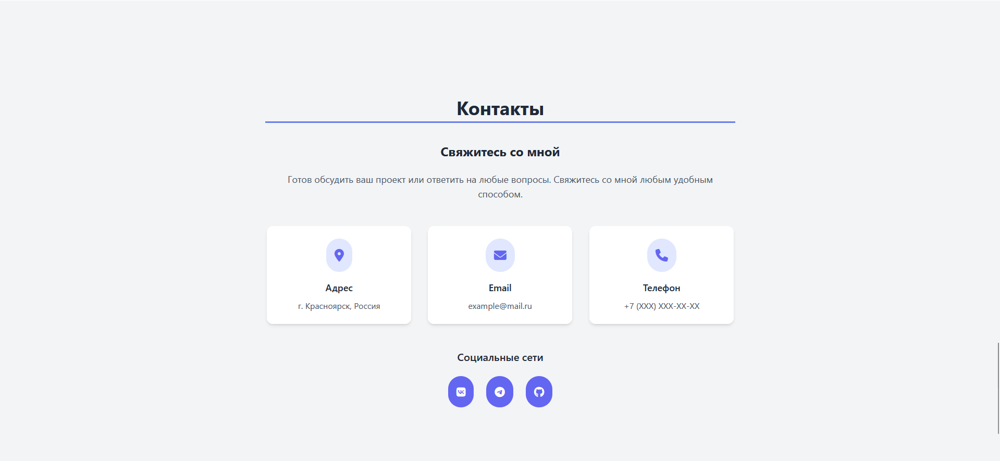 Контакты
Свяжитесь со мной
Готов обсудить ваш проект или ответить на любые вопросы. Свяжитесь со мной любым удобным
способом.
Адрес
г. Красноярск, Россия
Email
example@mail.ru
Телефон
+7 (XXX) XXX-XX-XX
Социальные сети